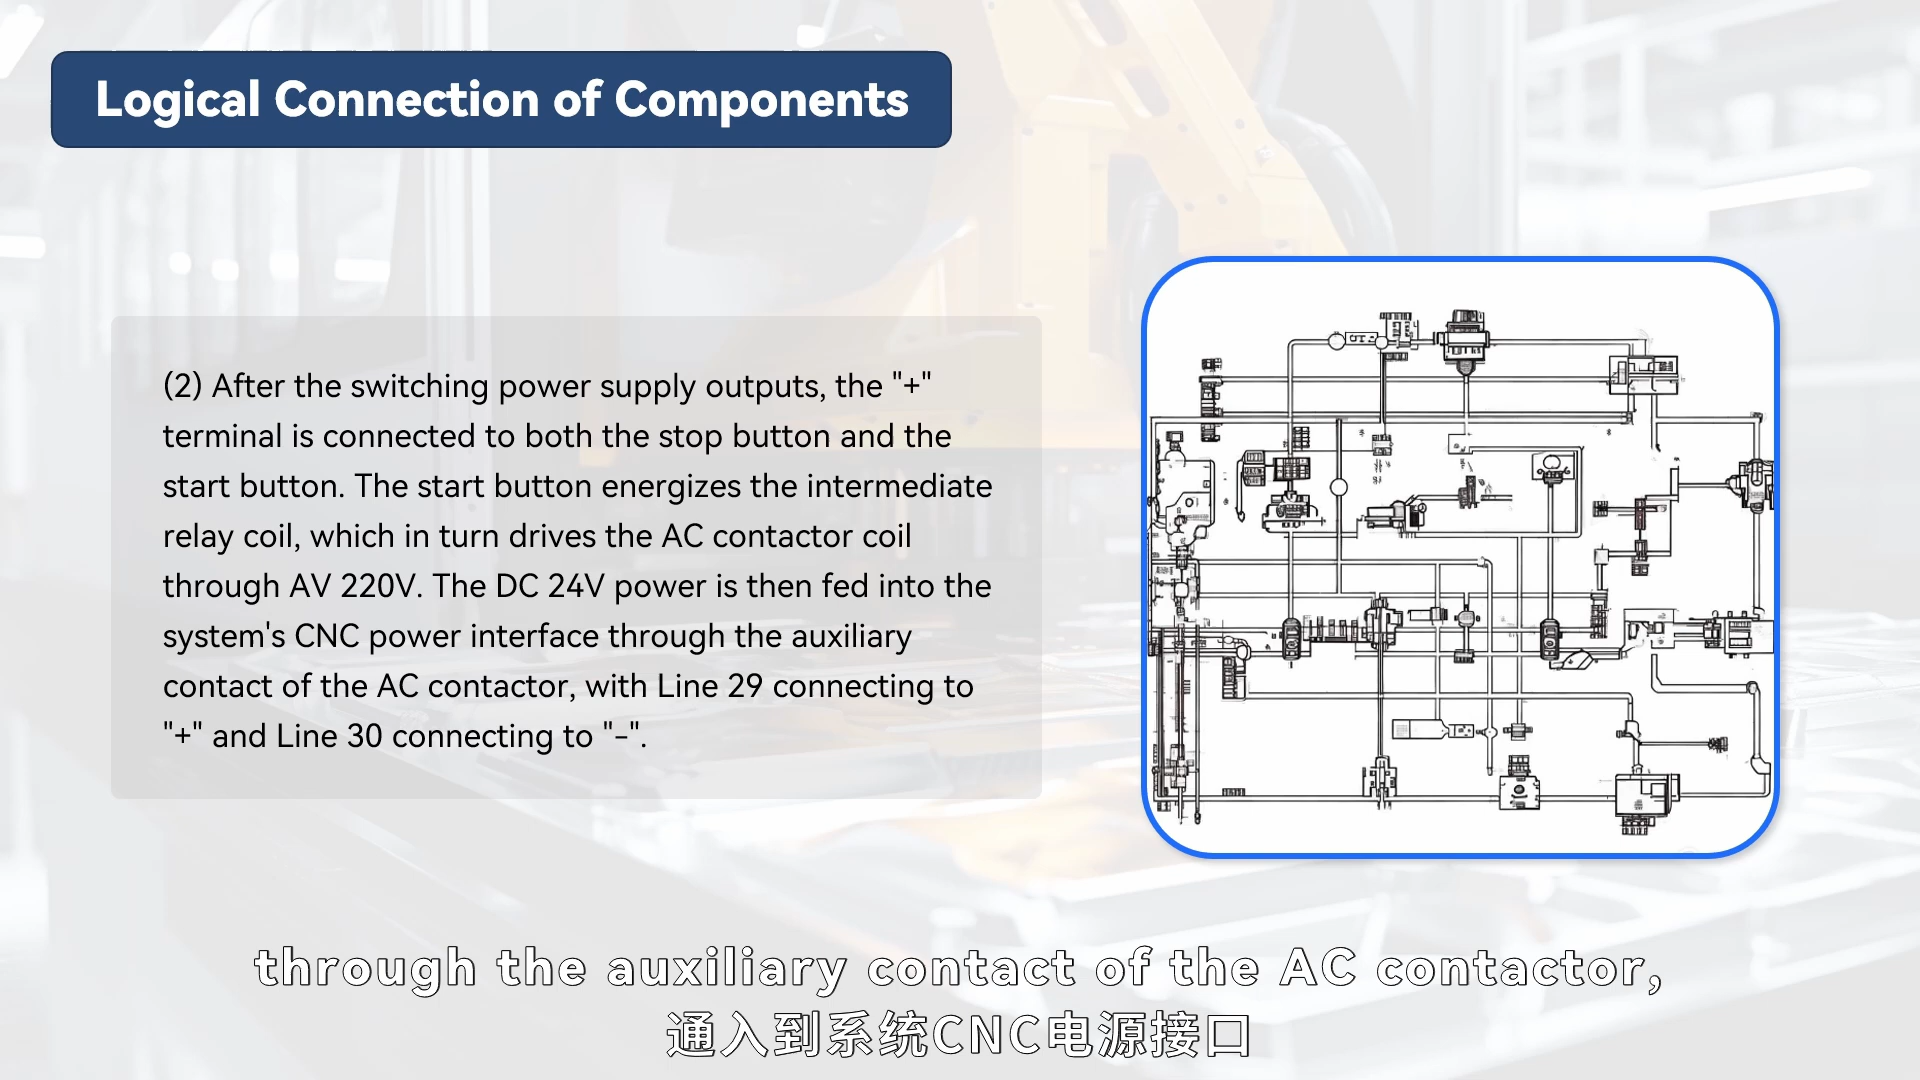 Logical Connection of Components
(2) After the switching power supply outputs, the "+"
terminal is connected to both the stop button and the
start button. The start button energizes the intermediate
relay coil, which in turn drives the AC contactor coil
through AV 220V. The DC 24V power is then fed into the
system's CNC power interface through the auxiliary
contact of the AC contactor, with Line 29 connecting to
"+" and Line 30 connecting to "-".
through the auxiliary contact of the AC contactor,
通入到系统CNC电源接口